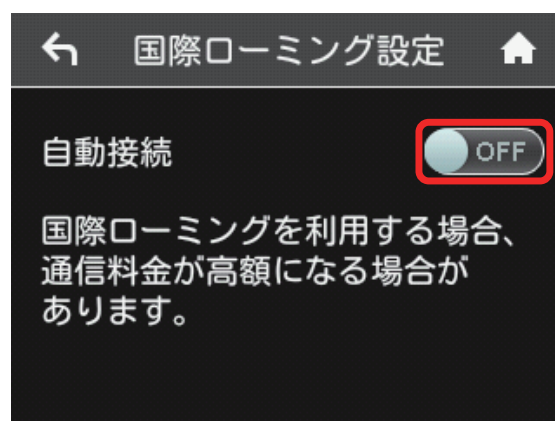 国際ローミング設定
自動接続
OFF
国際ローミングを利用する場合、
通信料金が高額になる場合が
あります。